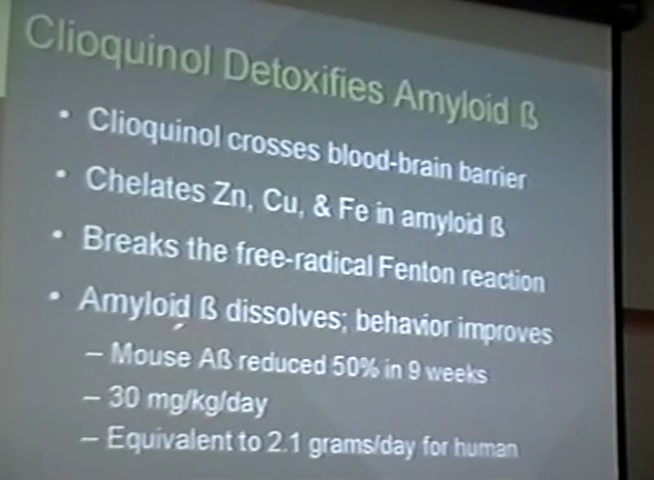 Clioquinol Detoxifies Amyloid ß
• Clioquinol crosses blood-brain barrier
• Chelates Zn, Cu, & Fe in amyloid ß
• Breaks the free-radical Fenton reaction
• Amyloid ß dissolves; behavior improves
– Mouse Aß reduced 50% in 9 weeks
– 30 mg/kg/day
– Equivalent to 2.1 grams/day for human